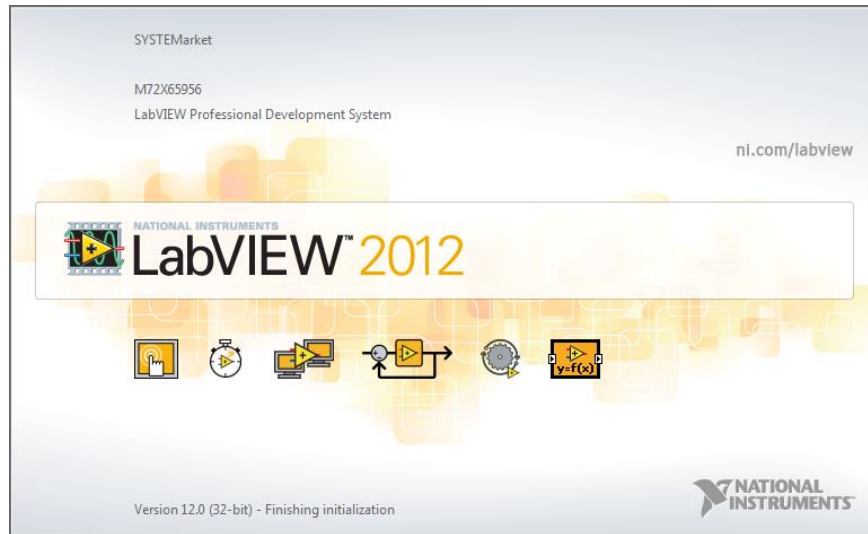 SYSTEMarket
M72X65956
LabVIEW Professional Development System
ni.com/labview
NATIONAL INSTRUMENTS
LabVIEW™ 2012
y=f(x)
Version 12.0 (32-bit) - Finishing initialization
NATIONAL
INSTRUMENTS™